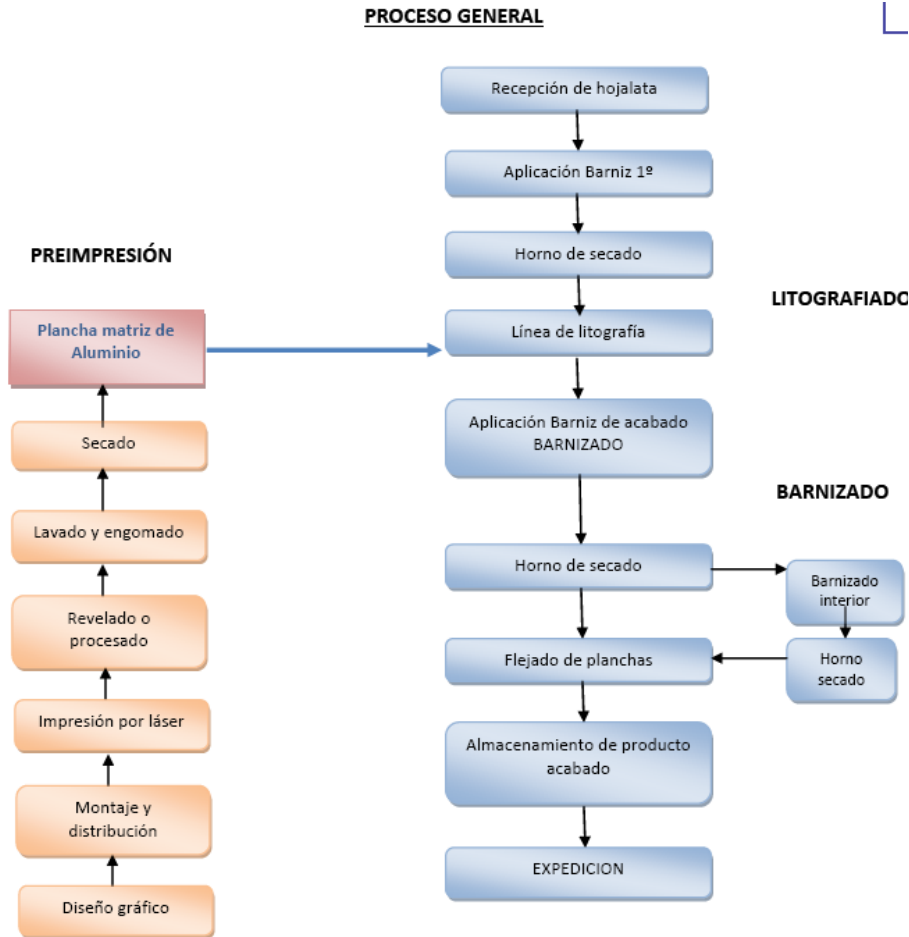 PROCESO GENERAL
Recepción de hojalata
Aplicación Barniz 1º
Horno de secado
LITOGRAFIADO
Línea de litografía
Aplicación Barniz de acabado
BARNIZADO
BARNIZADO
Horno de secado
Barnizado
interior
Horno
secado
Flejado de planchas
Almacenamiento de producto
acabado
EXPEDICION
PREIMPRESIÓN
Plancha matriz de
Aluminio
Secado
Lavado y engomado
Revelado o
procesado
Impresión por láser
Montaje y
distribución
Diseño gráfico